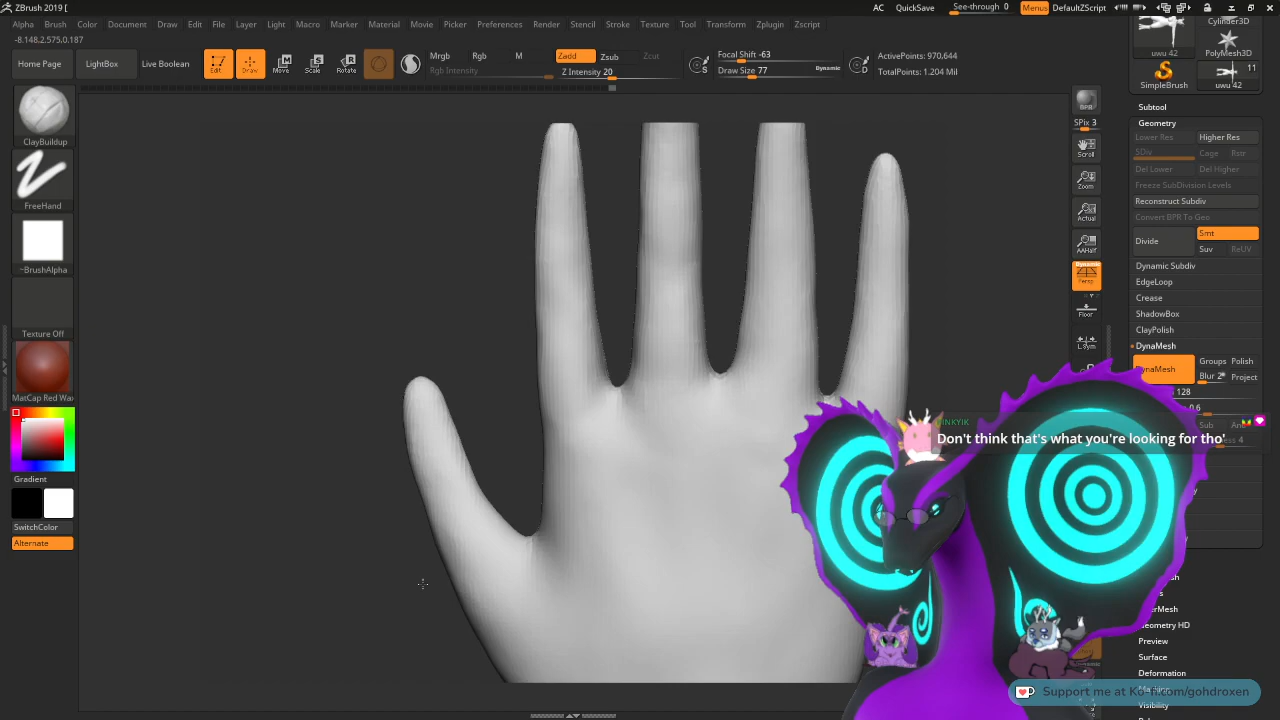 ZBrush 2019 [
AC
QuickSave
See-through 0
Menus
DefaultZScript
Alpha Brush Color Document Draw Edit File Layer Light Macro Marker Material Movie Picker Preferences Render Stencil Stroke Texture Tool Transform Zplugin Zscript
-8.148,2.575,0.187
Home Page
LightBox
Live Boolean
Edit
Draw
Move
Scale
Rotate
Mrgb
Rgb
M
Rgb Intensity
Zadd
Zsub
Zcut
Z Intensity 20
Focal Shift -63
Draw Size 77
Dynamic
ActivePoints: 970,644
TotalPoints: 1.204 Mil
ClayBuildup
FreeHand
~BrushAlpha
Texture Off
MatCap Red Wax
Gradient
SwitchColor
Alternate
BPR
SPix 3
Scroll
Zoom
Actual
AAHalf
Dynamic
Persp
Floor
L.Sym
uwu 42
Cylinder3D
PolyMesh3D
SimpleBrush
11
uwu 42
Subtool
Geometry
Lower Res
Higher Res
SDiv
Cage
Rstr
Del Lower
Del Higher
Freeze SubDivision Levels
Reconstruct Subdiv
Convert BPR To Geo
Divide
Smt
Suv
ReUV
Dynamic Subdiv
EdgeLoop
Crease
ShadowBox
ClayPolish
DynaMesh
DynaMesh
Groups
Polish
Blur 2
Project
128
Sub
Don't think that's what you're looking for tho'
Geometry HD
Preview
Surface
Deformation
Masking
Visibility
Support me at Ko-fi.com/gohdroxen